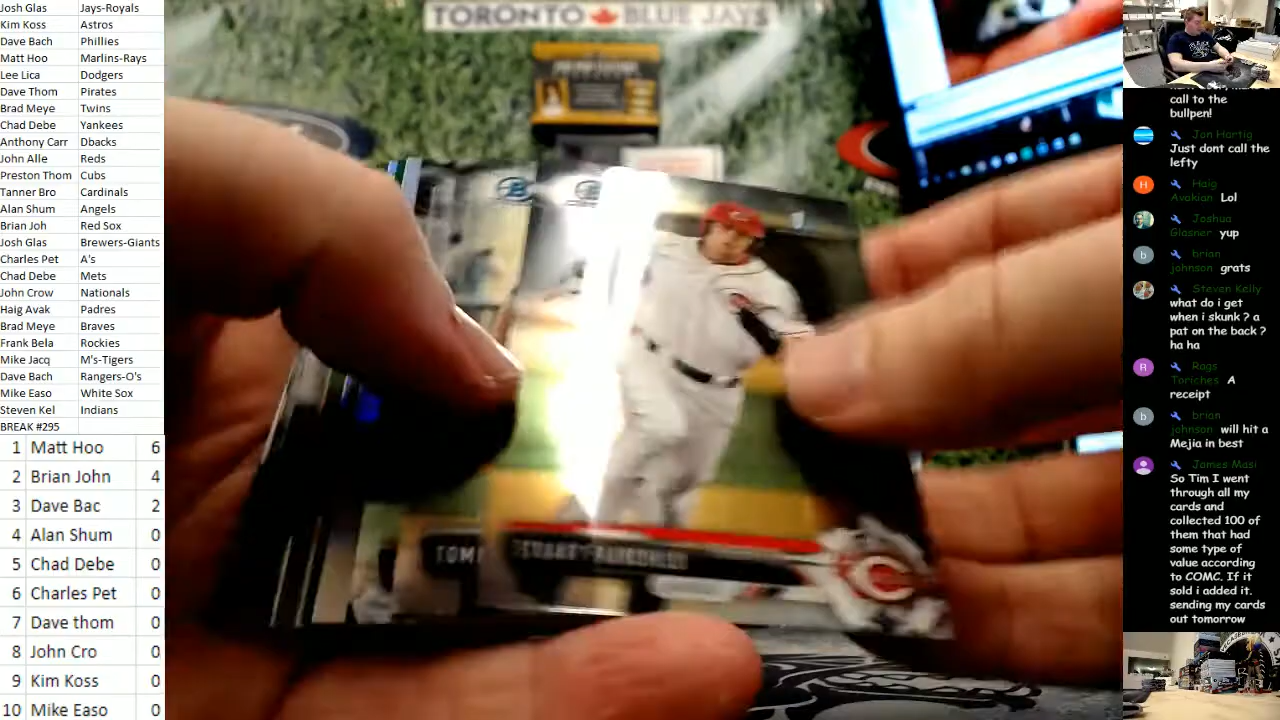 Josh Glas Jays-Royals
Kim Koss Astros
Dave Bach Phillies
Matt Hoo Marlins-Rays
Lee Lica Dodgers
Dave Thom Pirates
Brad Meye Twins
Chad Debe Yankees
Anthony Carr Dbacks
John Alle Reds
Preston Thom Cubs
Tanner Bro Cardinals
Alan Shum Angels
Brian Joh Red Sox
Josh Glas Brewers-Giants
Charles Pet A's
Chad Debe Mets
John Crow Nationals
Haig Avak Padres
Brad Meye Braves
Frank Bela Rockies
Mike Jacq M's-Tigers
Dave Bach Rangers-O's
Mike Easo White Sox
Steven Kel Indians
BREAK #295
1 Matt Hoo 6
2 Brian John 4
3 Dave Bac 2
4 Alan Shum 0
5 Chad Debe 0
6 Charles Pet 0
7 Dave thom 0
8 John Cro 0
9 Kim Koss 0
10 Mike Easo 0
TORONTO BLUE JAYS
B
B
TOM
C
call to the
bullpen!
Jon Hartig
Just dont call the
lefty
H
Haig
Avakian Lol
Joshua
Glasner yup
b
brian
johnson grats
Steven Kelly
what do i get
when i skunk ? a
pat on the back ?
ha ha
R
Rags
Toriches A
receipt
b
brian
johnson will hit a
Mejia in best
James Masi
So Tim I went
through all my
cards and
collected 100 of
them that had
some type of
value according
to COMC. If it
sold i added it.
sending my cards
out tomorrow